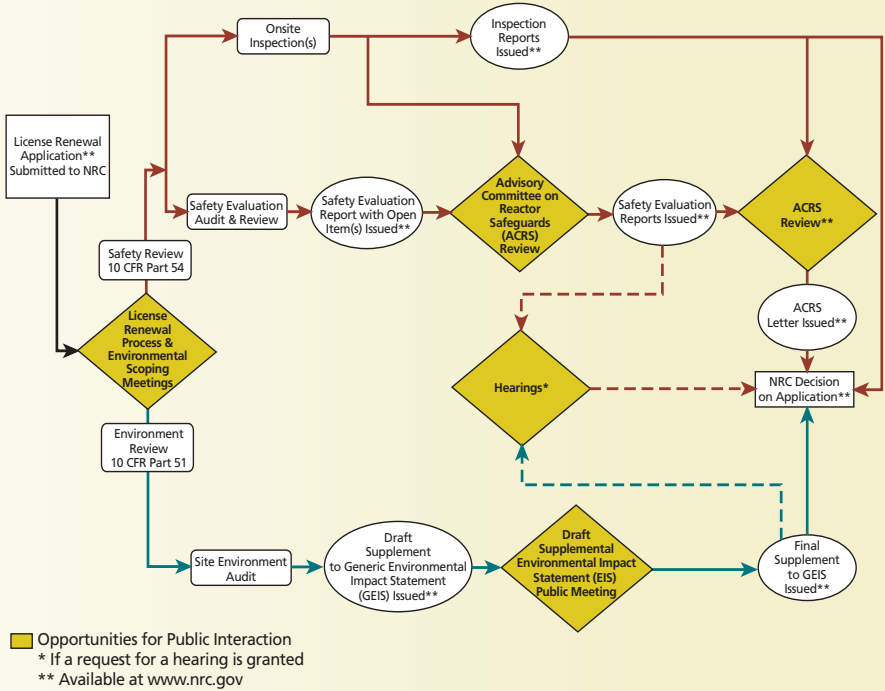 Onsite
Inspection(s)
Inspection
Reports
Issued**
License Renewal
Application**
Submitted to NRC
Safety Evaluation
Audit & Review
Safety Evaluation
Report with Open
Item(s) Issued**
Advisory
Committee on
Reactor
Safeguards
(ACRS)
Review
Safety Evaluation
Reports Issued**
ACRS
Review**
Safety Review
10 CFR Part 54
License
Renewal
Process &
Environmental
Scoping
Meetings
ACRS
Letter Issued**
Hearings*
NRC Decision
on Application**
Environment
Review
10 CFR Part 51
Site Environment
Audit
Draft
Supplement
to Generic Environmental
Impact Statement
(GEIS) Issued**
Draft
Supplemental
Environmental Impact
Statement (EIS)
Public Meeting
Final
Supplement
to GEIS
Issued**
Opportunities for Public Interaction
* If a request for a hearing is granted
** Available at www.nrc.gov